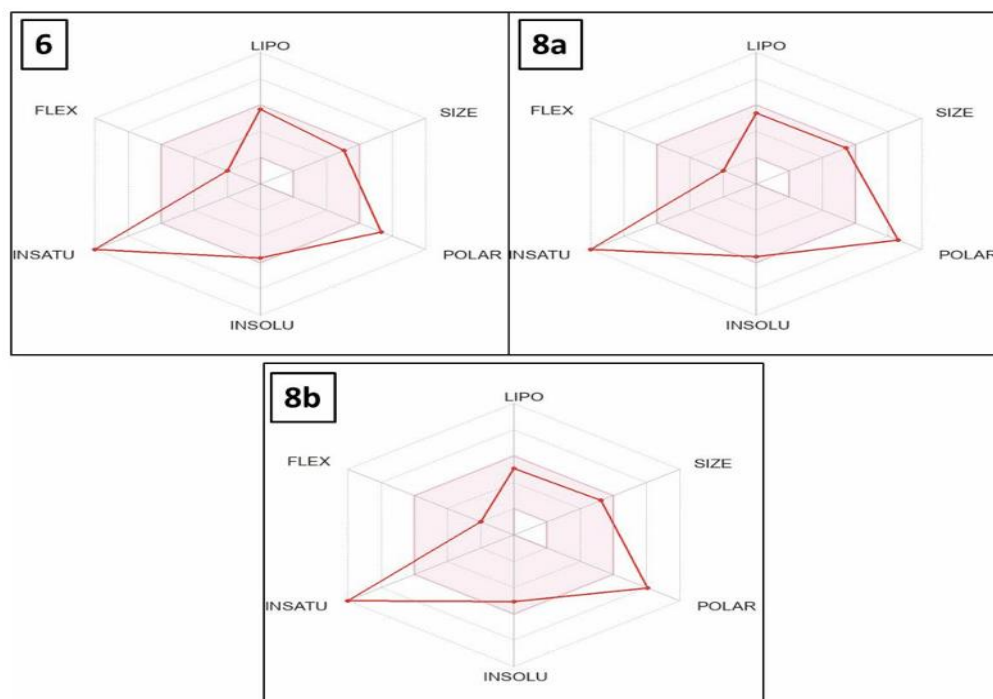 6
LIPO
FLEX
SIZE
INSATU
POLAR
INSOLU
8a
LIPO
FLEX
SIZE
INSATU
POLAR
INSOLU
8b
LIPO
FLEX
SIZE
INSATU
POLAR
INSOLU